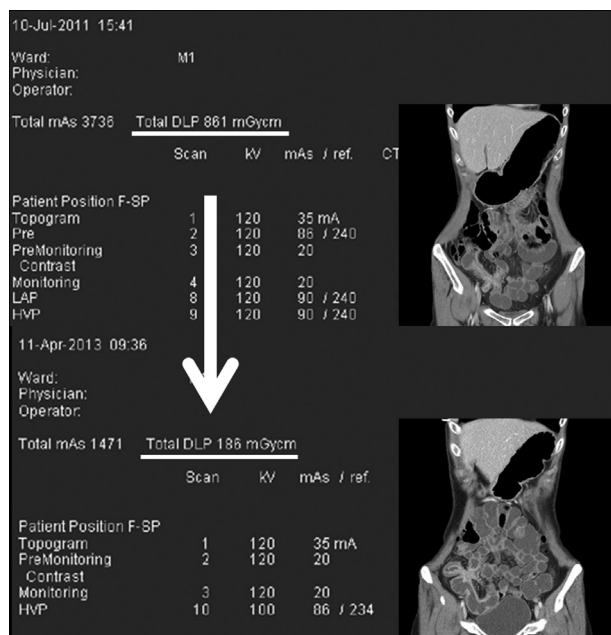 10-Jul-2011 15:41
Ward: M1
Physician:
Operator:
Total mAs 3736 Total DLP 861 mGycm
Scan kV mAs / ref. CT
Patient Position F-SP
Topogram 1 120 35 mA
Pre 2 120 86 / 240
PreMonitoring 3 120 20
Contrast
Monitoring 4 120 20
LAP 8 120 90 / 240
HVP 9 120 90 / 240
11-Apr-2013 09:36
Ward:
Physician:
Operator:
Total mAs 1471 Total DLP 186 mGycm
Scan kV mAs / ref.
Patient Position F-SP
Topogram 1 120 35 mA
PreMonitoring 2 120 20
Contrast
Monitoring 3 120 20
HVP 10 100 86 / 234